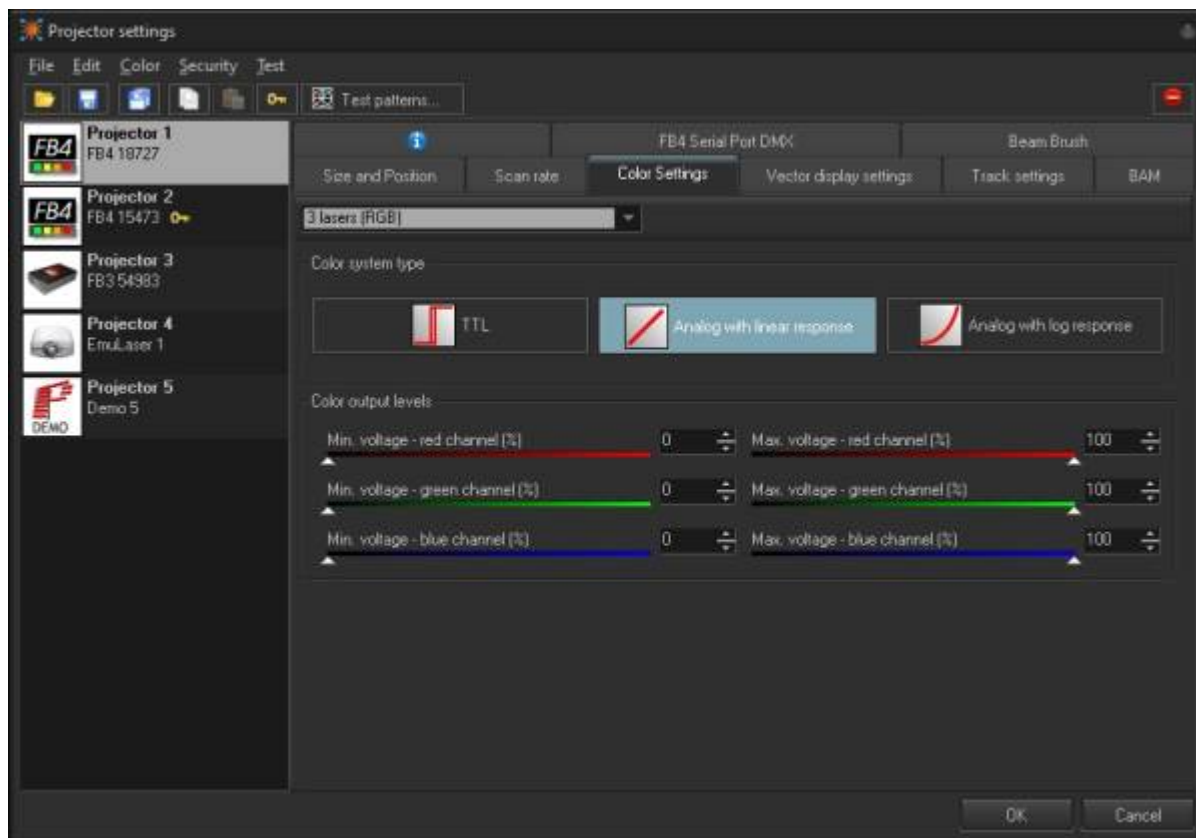 Projector settings
File Edit Color Security Test
Test patterns...
FB4 Projector 1
FB4 18727
FB4 Projector 2
FB4 15473
Projector 3
FB3 54983
Projector 4
EmuLaser 1
Projector 5
Demo 5
DEMO
FB4 Serial Port DMX Beam Brush
Size and Position Scan rate Color Settings Vector display settings Track settings BAM
3 lasers (RGB)
Color system type
TTL Analog with linear response Analog with log response
Color output levels
Min. voltage - red channel (%) 0 Max. voltage - red channel (%) 100
Min. voltage - green channel (%) 0 Max. voltage - green channel (%) 100
Min. voltage - blue channel (%) 0 Max. voltage - blue channel (%) 100
OK Cancel